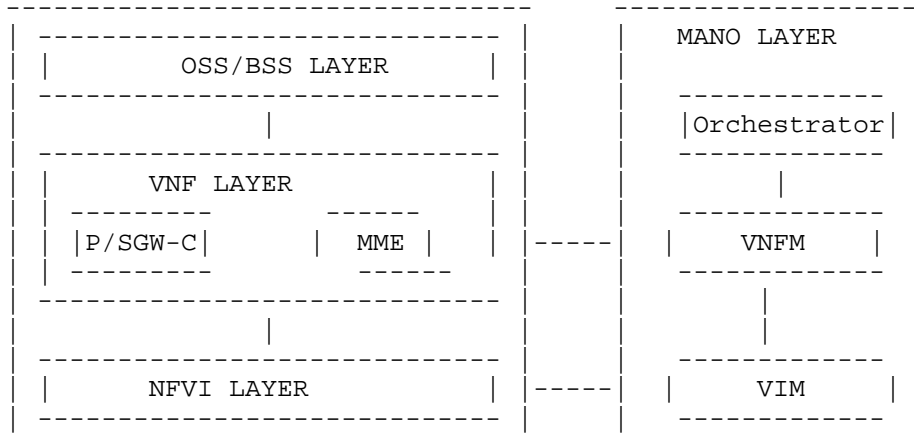 MANO LAYER
OSS/BSS LAYER
Orchestrator
VNF LAYER
P/SGW-C MME VNFM
NFVI LAYER VIM